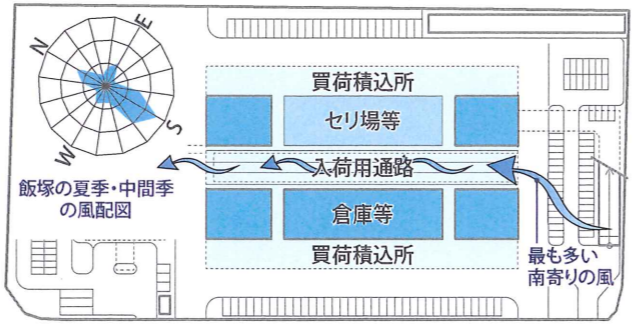 N
E
S
W
飯塚の夏季・中間季
の風配図
買荷積込所
セリ場等
入荷用通路
倉庫等
買荷積込所
最も多い
南寄りの風